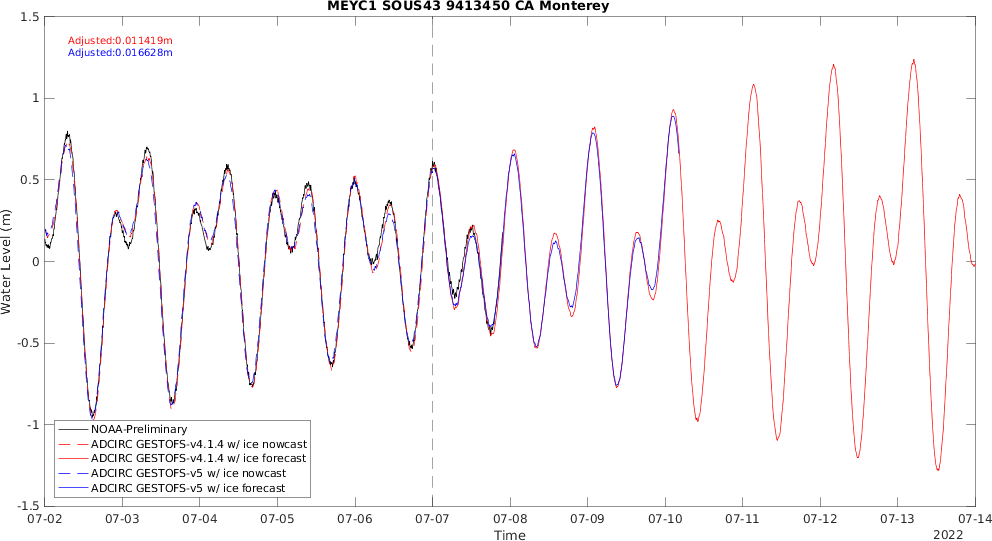 MEYC1 SOUS43 9413450 CA Monterey
Adjusted:0.011419m
Adjusted:0.016628m
1.5
1
0.5
0
-0.5
-1
-1.5
Water Level (m)
NOAA-Preliminary
ADCIRC GESTOFS-v4.1.4 w/ ice nowcast
ADCIRC GESTOFS-v4.1.4 w/ ice forecast
ADCIRC GESTOFS-v5 w/ ice nowcast
ADCIRC GESTOFS-v5 w/ ice forecast
07-02 07-03 07-04 07-05 07-06 07-07 07-08 07-09 07-10 07-11 07-12 07-13 07-14
Time
2022